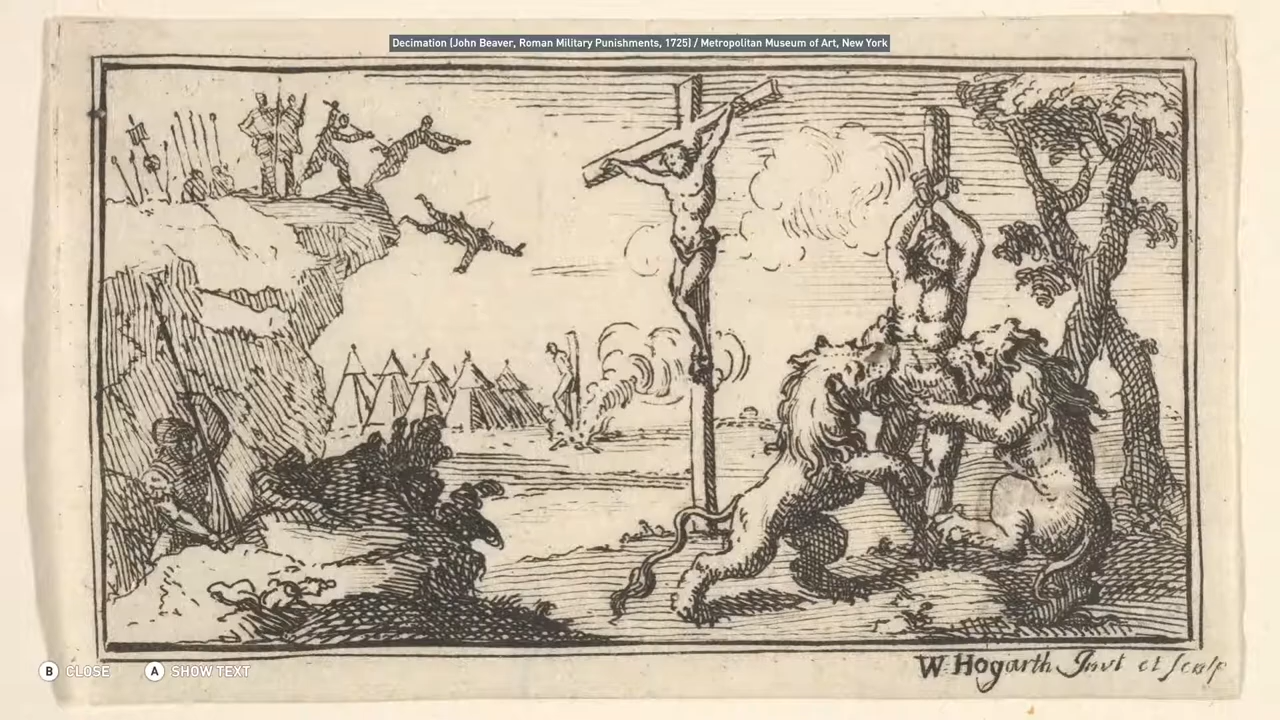 Decimation (John Beaver, Roman Military Punishments, 1725) / Metropolitan Museum of Art, New York
B CLOSE A SHOW TEXT
W. Hogarth Invt et Sculp